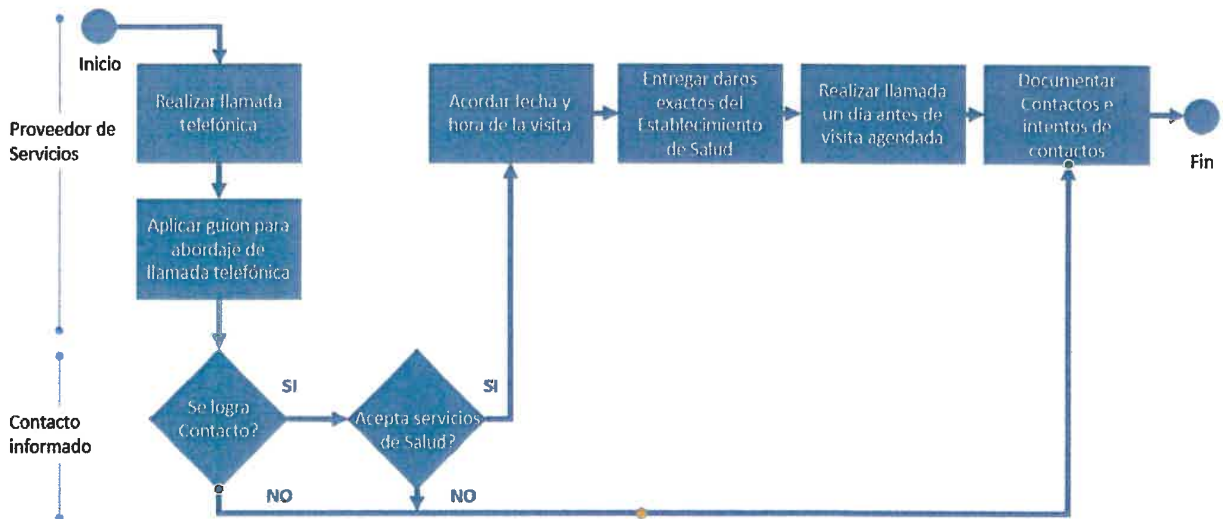 Inicio
Proveedor de
Servicios
Realizar llamada
telefónica
Aplicar guion para
abordaje de
llamada telefónica
Acordar fecha y
hora de la visita
Entregar daros
exactos del
Establecimiento
de Salud
Realizar llamada
un día antes de
visita agendada
Documentar
Contactos e
intentos de
contactos
Fin
Contacto
informado
Se logra
Contacto?
SI
NO
Acepta servicios
de Salud?
SI
NO